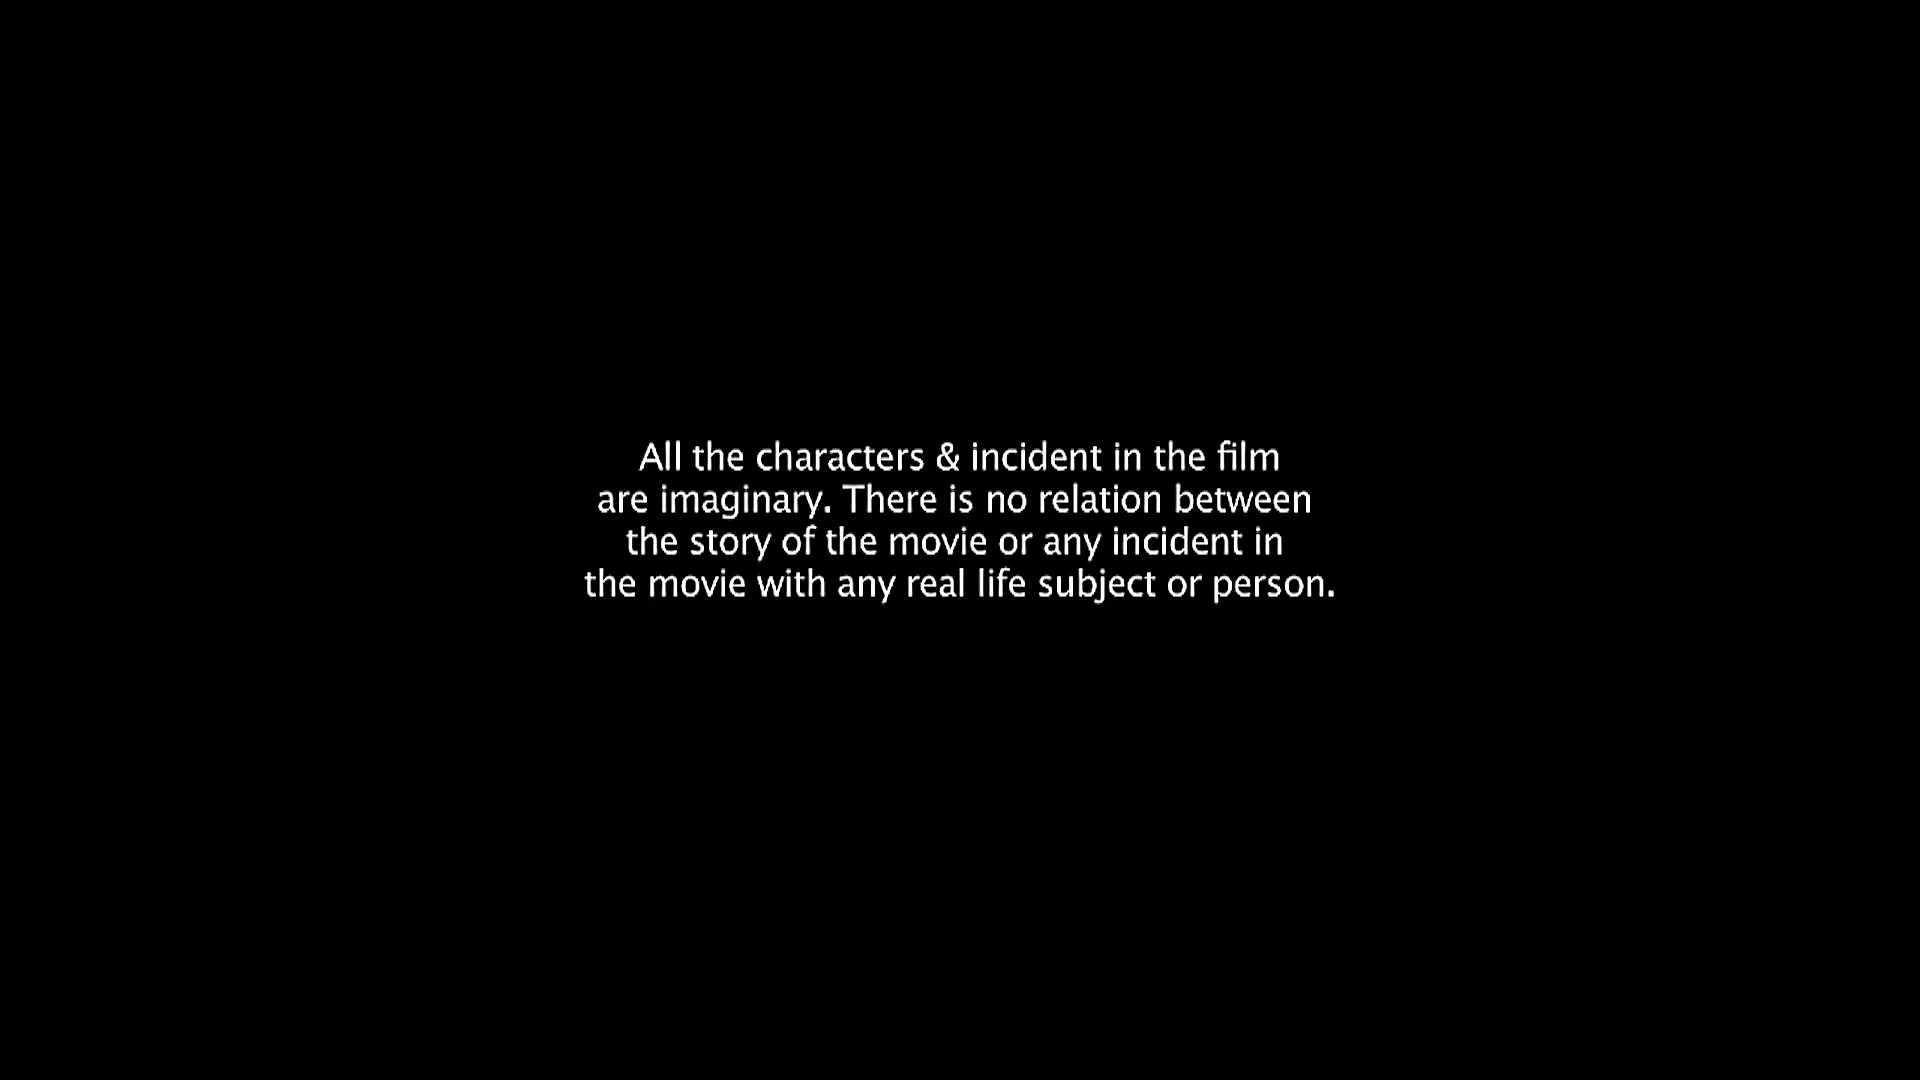 All the characters & incident in the film
are imaginary. There is no relation between
the story of the movie or any incident in
the movie with any real life subject or person.